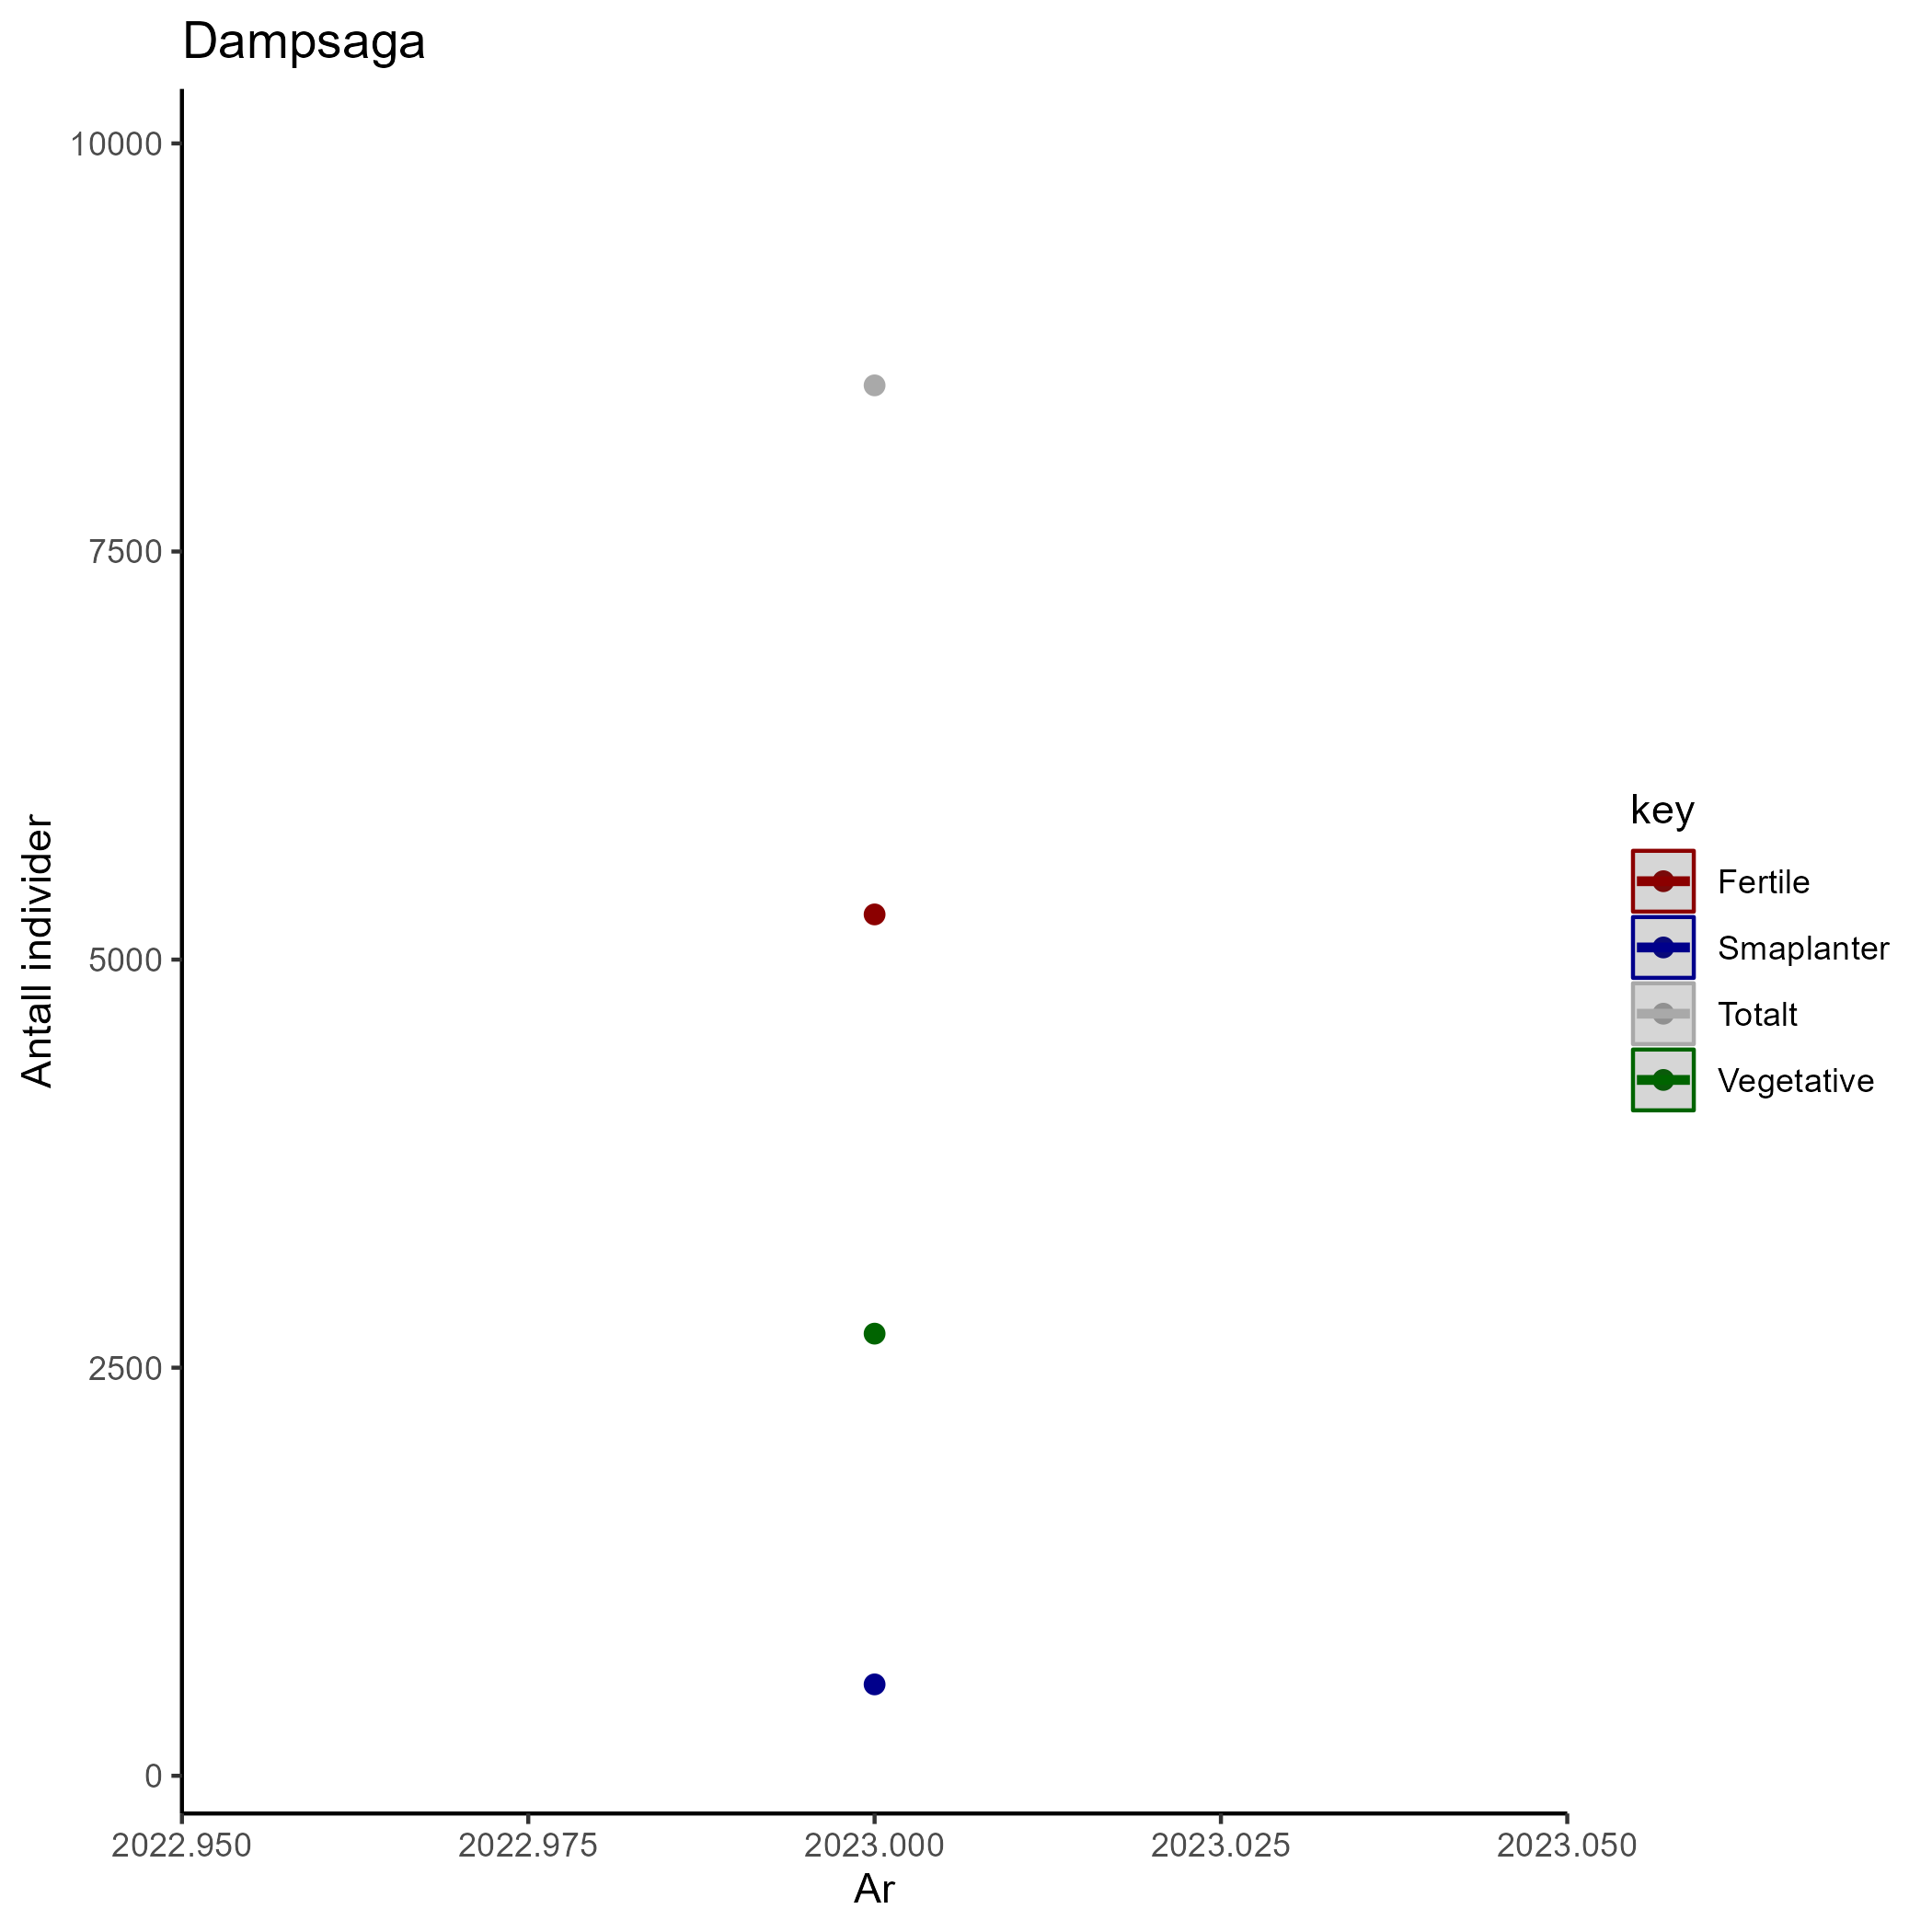 Dampsaga
10000
7500
5000
2500
0
Antall individer
2022.950 2022.975 2023.000 2023.025 2023.050
Ar
key
Fertile
Smaplanter
Totalt
Vegetative